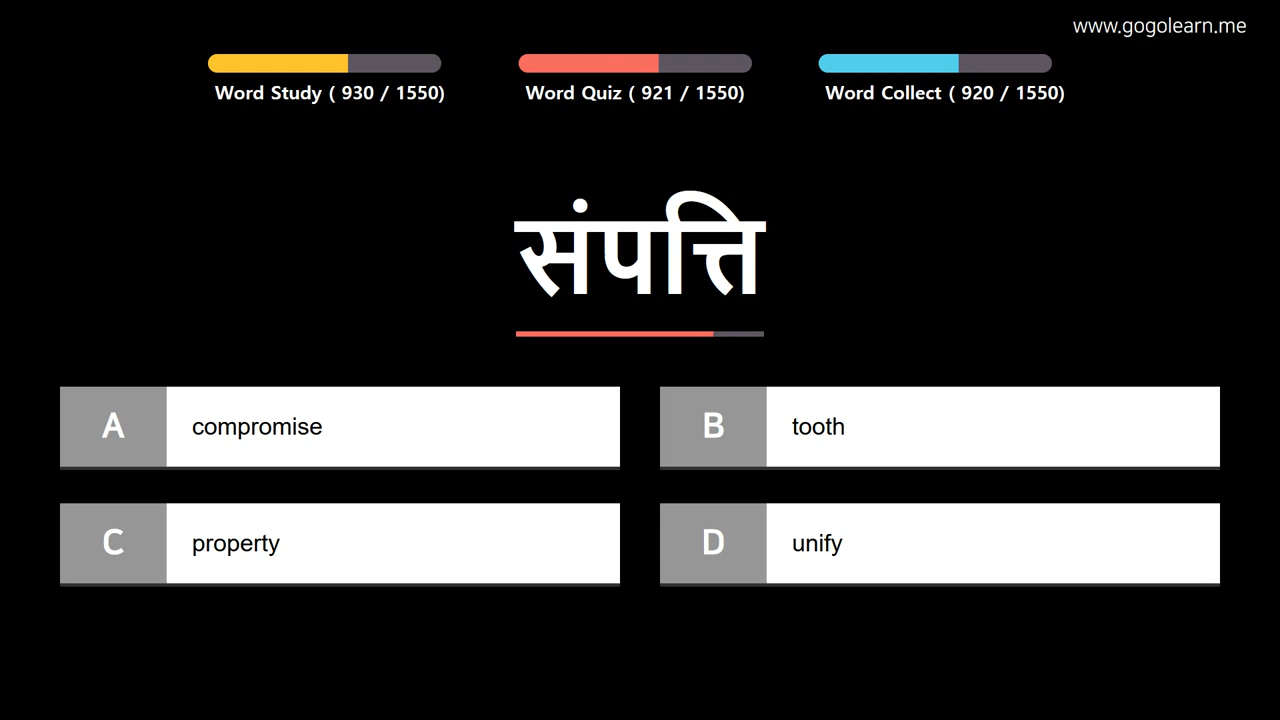 www.gogolearn.me
Word Study ( 930 / 1550)
Word Quiz ( 921 / 1550)
Word Collect ( 920 / 1550)
संपत्ति
A compromise
B tooth
C property
D unify